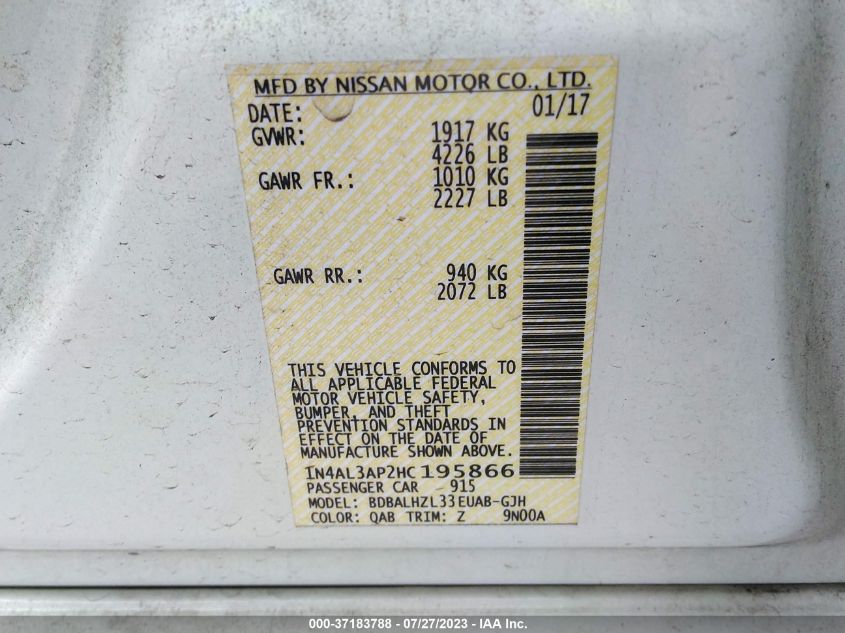 MFD BY NISSAN MOTOR CO., LTD.
DATE: 01/17
GVWR: 1917 KG
4226 LB
GAWR FR.: 1010 KG
2227 LB
GAWR RR.: 940 KG
2072 LB
THIS VEHICLE CONFORMS TO
ALL APPLICABLE FEDERAL
MOTOR VEHICLE SAFETY,
BUMPER, AND THEFT
PREVENTION STANDARDS IN
EFFECT ON THE DATE OF
MANUFACTURE SHOWN ABOVE.
1N4AL3AP2HC195866
PASSENGER CAR 915
MODEL: BDBALHZL33EUAB-GJH
COLOR: QAB TRIM: Z 9N00A
000-37183788 - 07/27/2023 - IAA Inc.